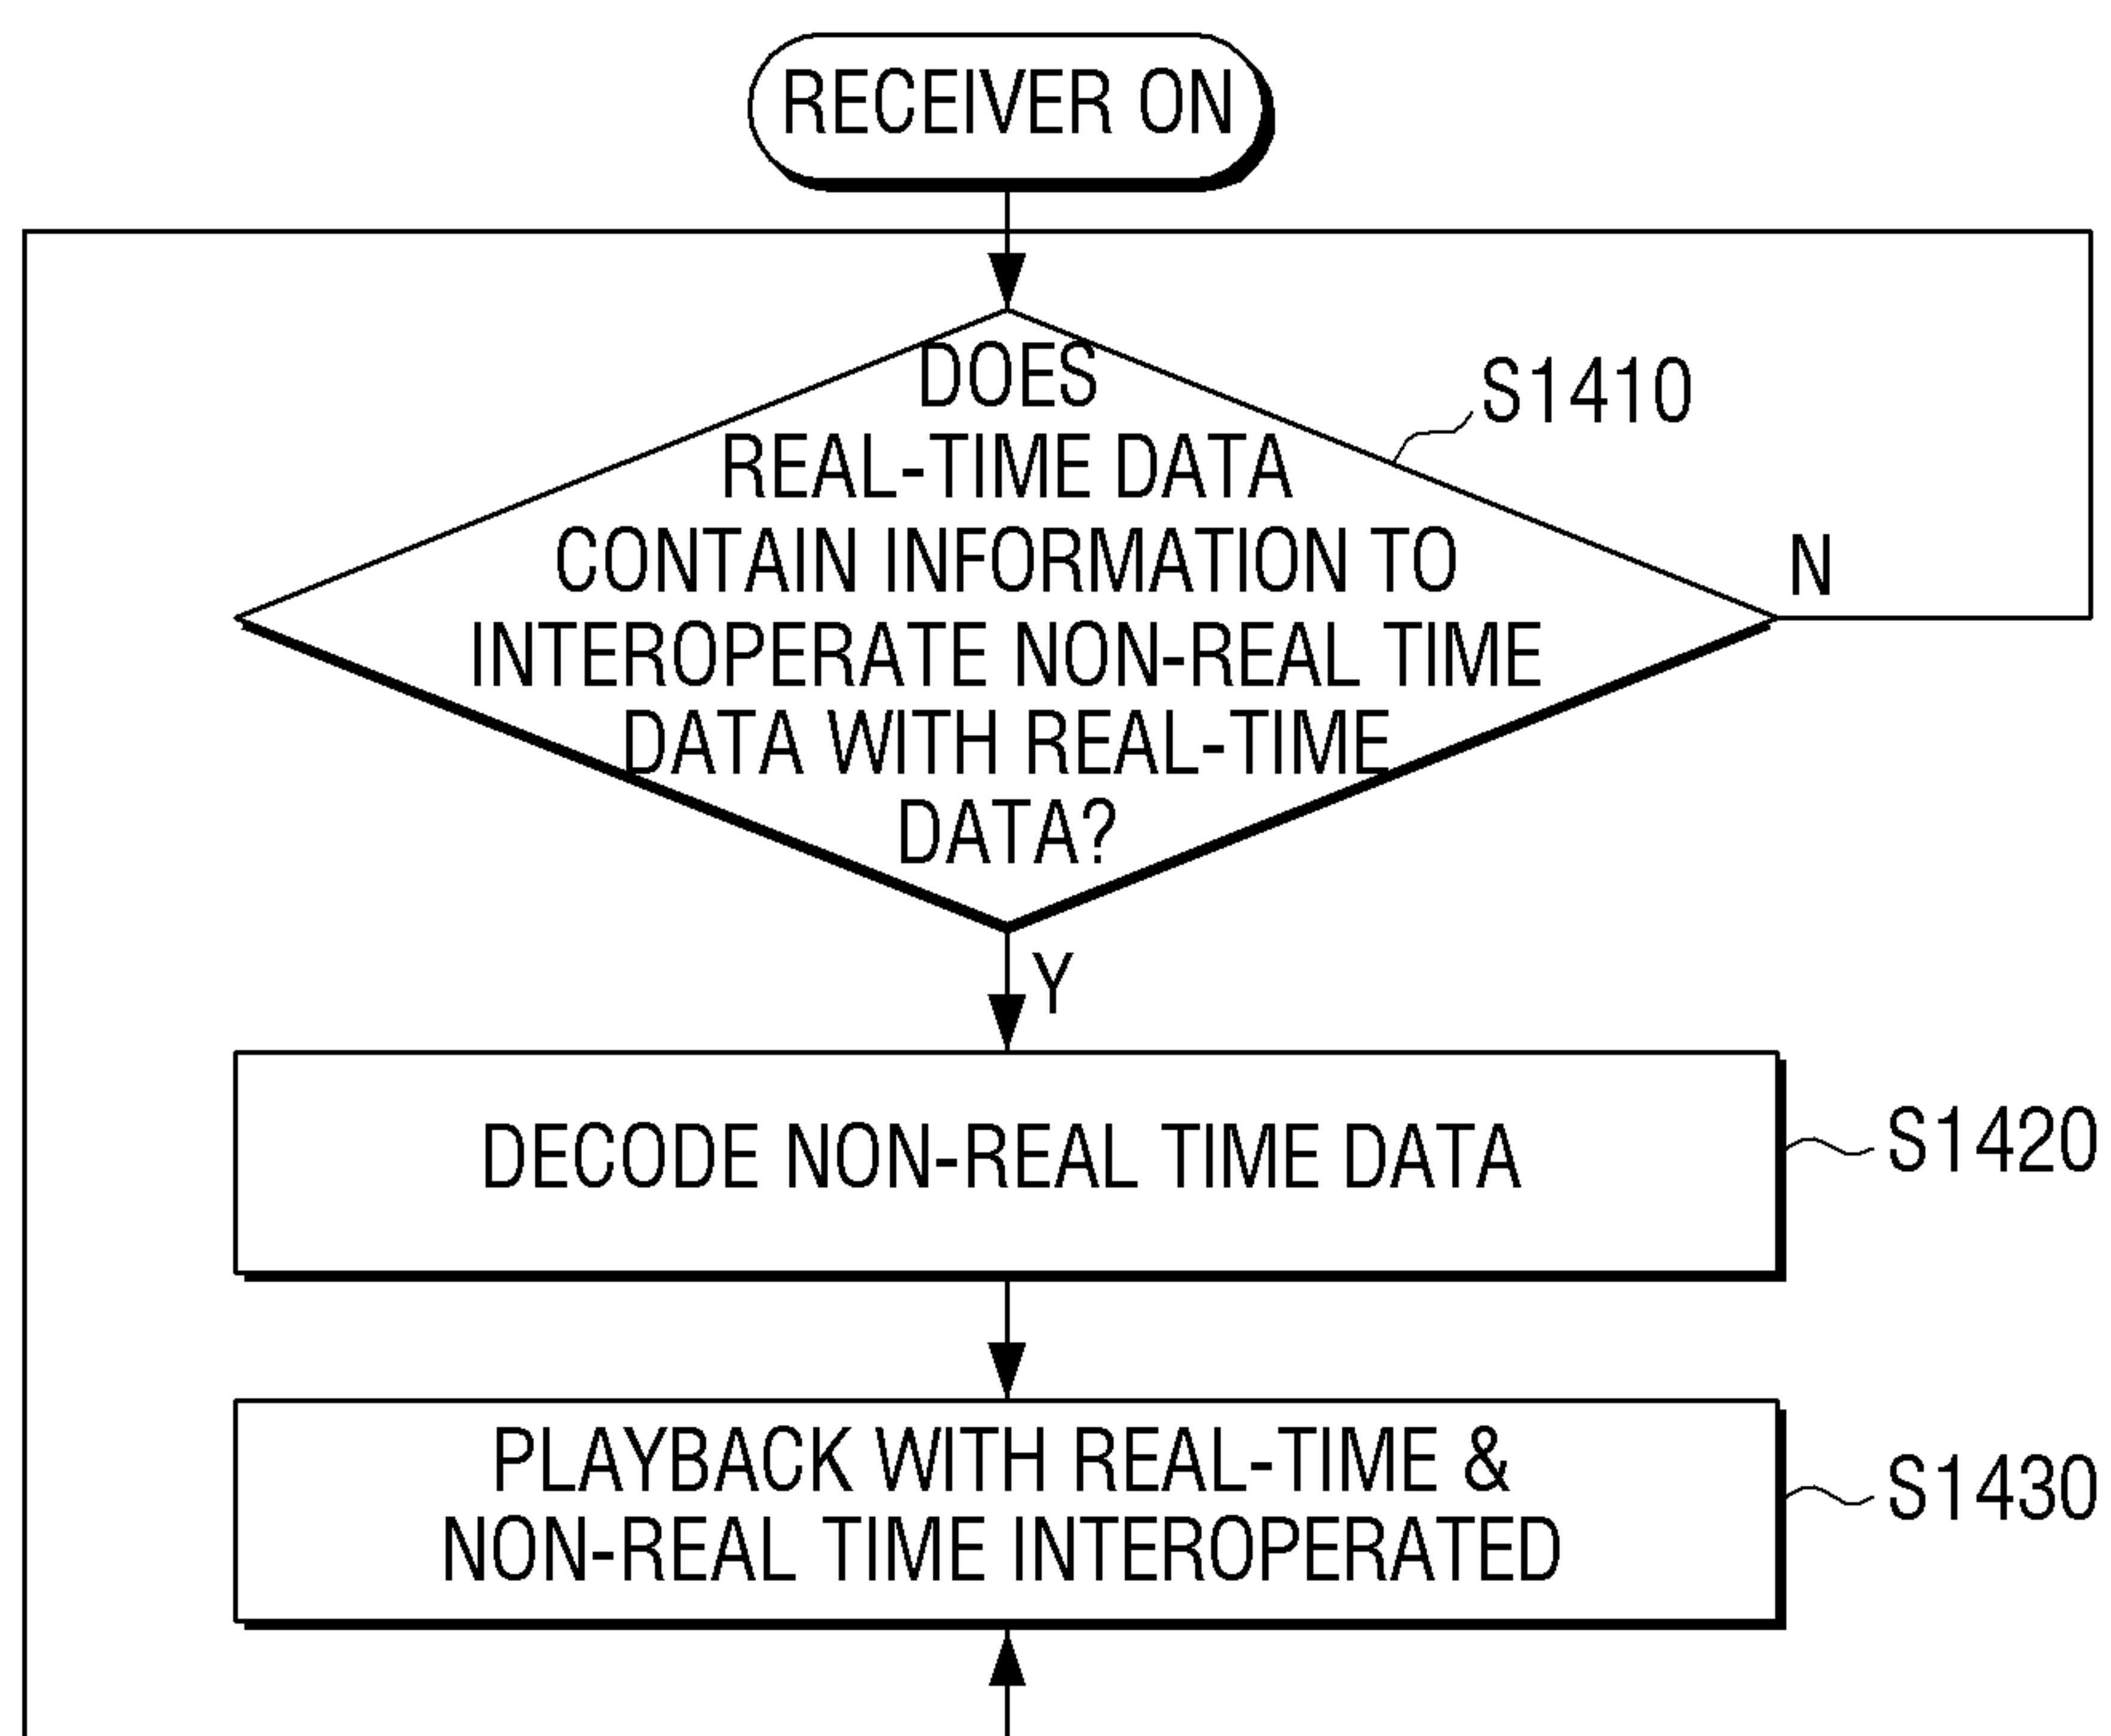 RECEIVER ON
DOES
REAL-TIME DATA
CONTAIN INFORMATION TO
INTEROPERATE NON-REAL TIME
DATA WITH REAL-TIME
DATA?
S1410
N
Y
DECODE NON-REAL TIME DATA
S1420
PLAYBACK WITH REAL-TIME &
NON-REAL TIME INTEROPERATED
S1430